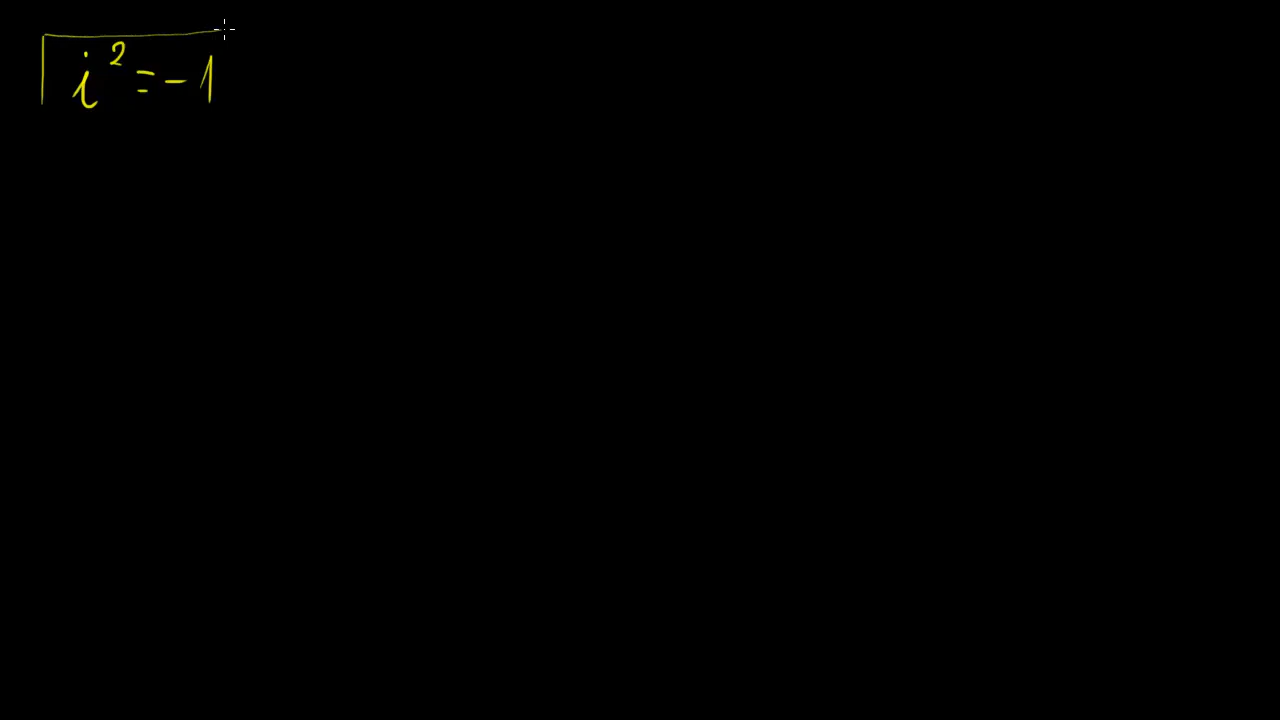 i² = -1